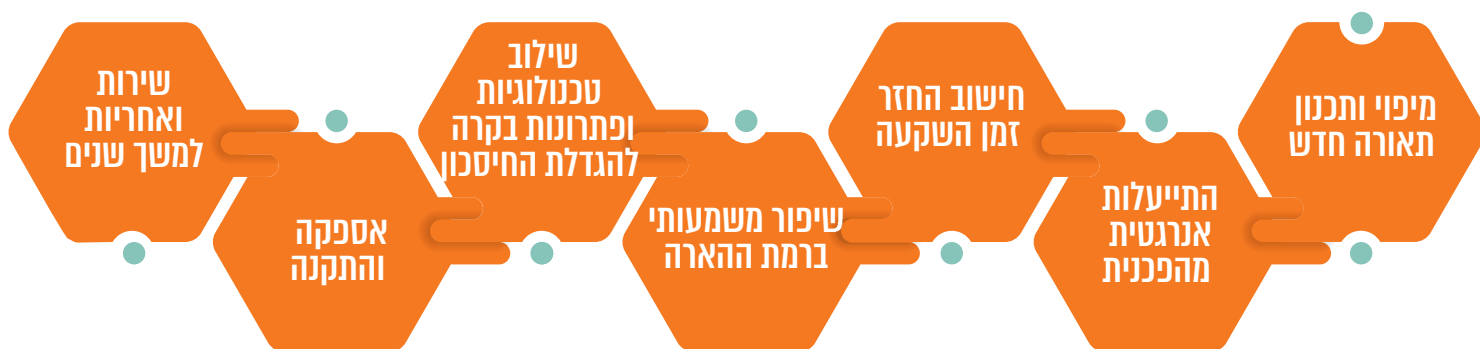 מיפוי ותכנון
תאורה חדש
התייעלות
אנרגטית
מהפכנית
חישוב החזר
זמן השקעה
שיפור משמעותי
ברמת ההארה
שילוב
טכנולוגיות
ופתרונות בקרה
להגדלת החיסכון
אספקה
והתקנה
שירות
ואחריות
למשך שנים